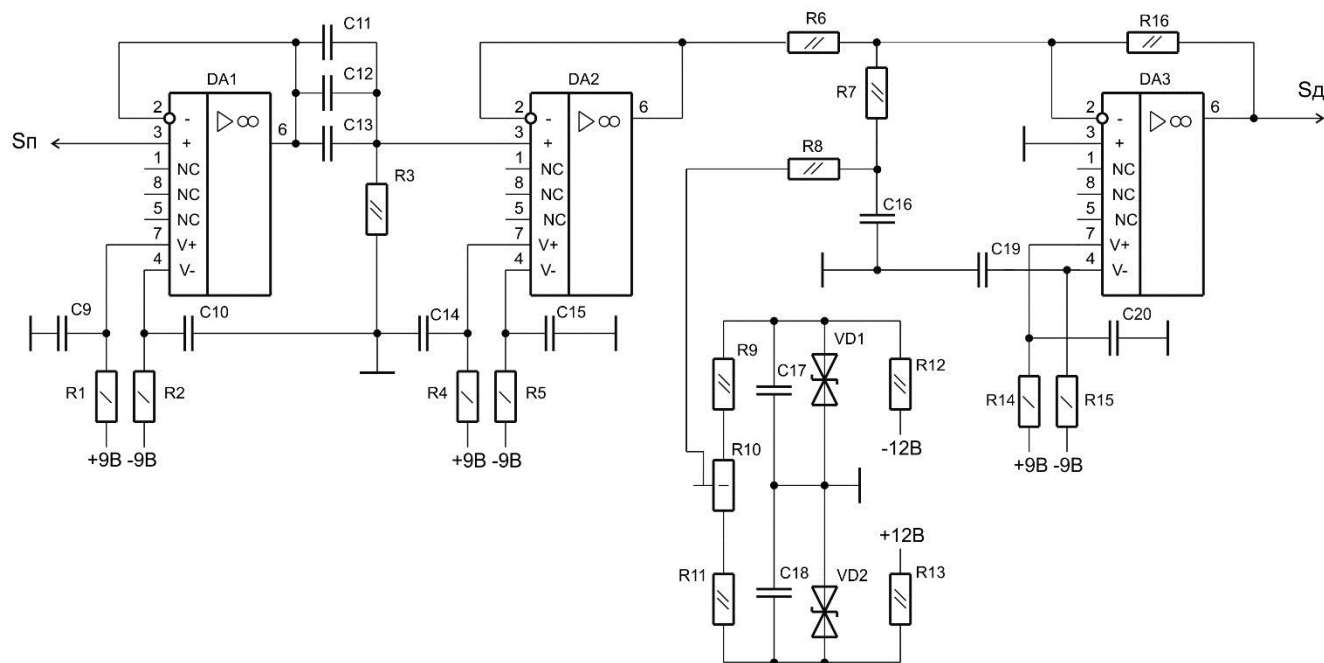 C11
R6
R16
DA1
C12
DA2
R7
DA3
Sд
2
-
▷∞
C13
2
-
▷∞
6
2
-
▷∞
6
Sп
3
+
6
3
+
R8
3
+
1
NC
R3
1
NC
1
NC
8
NC
8
NC
C16
8
NC
5
NC
5
NC
5
NC
7
V+
7
V+
C19
7
V+
4
V-
4
V-
4
V-
C9
C10
C14
C15
C20
R9
C17
VD1
R12
R1
R2
R4
R5
R14
R15
-12В
+9В -9В
+9В -9В
R10
+9В -9В
+12В
R11
C18
VD2
R13